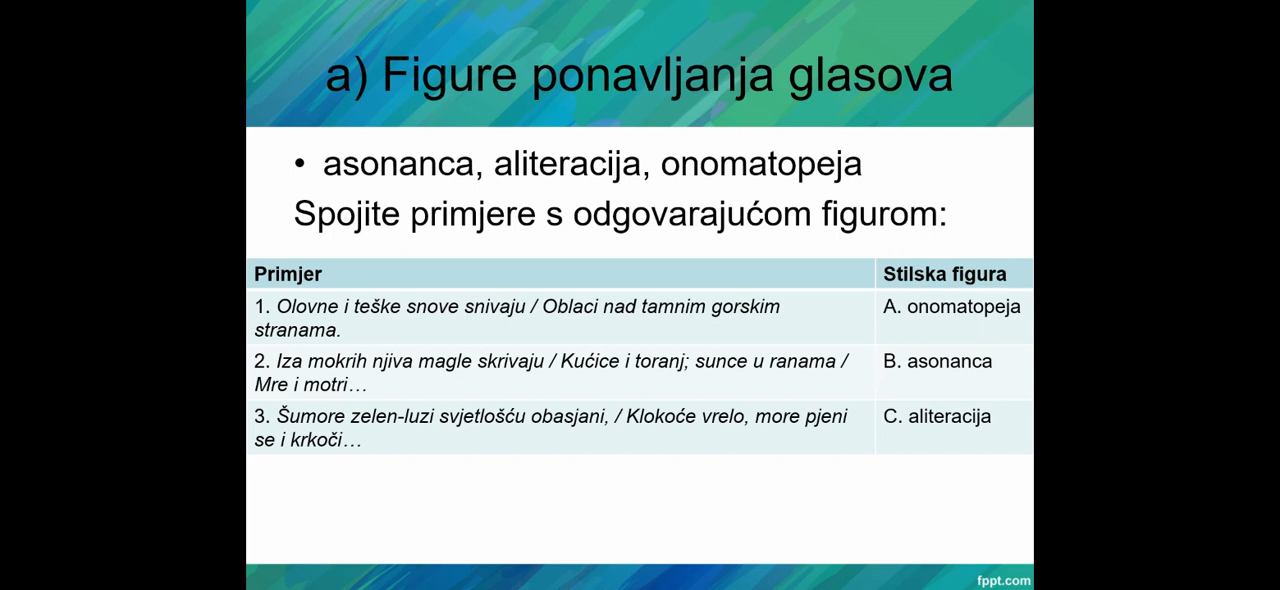 a) Figure ponavljanja glasova
• asonanca, aliteracija, onomatopeja
Spojite primjere s odgovarajućom figurom:
Primjer Stilska figura
1. Olovne i teške snove snivaju / Oblaci nad tamnim gorskim A. onomatopeja
stranama.
2. Iza mokrih njiva magle skrivaju / Kućice i toranj; sunce u ranama / B. asonanca
Mre i motri…
3. Šumore zelen-luzi svjetlošću obasjani, / Klokoće vrelo, more pjeni C. aliteracija
se i krkoči…
fppt.com